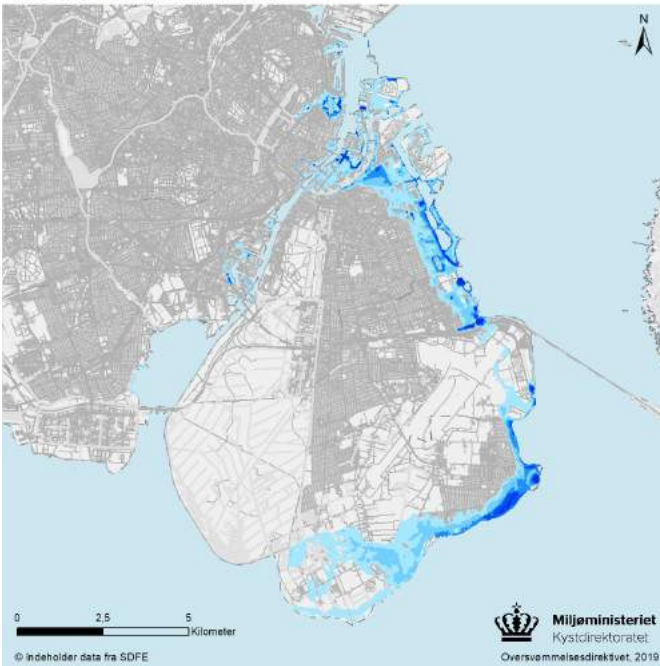 N
0 2,5 5
Kilometer
Miljøministeriet
Kystdirektoratet
© Indeholder data fra SDFE
Oversvømmelsesdirektivet, 2019